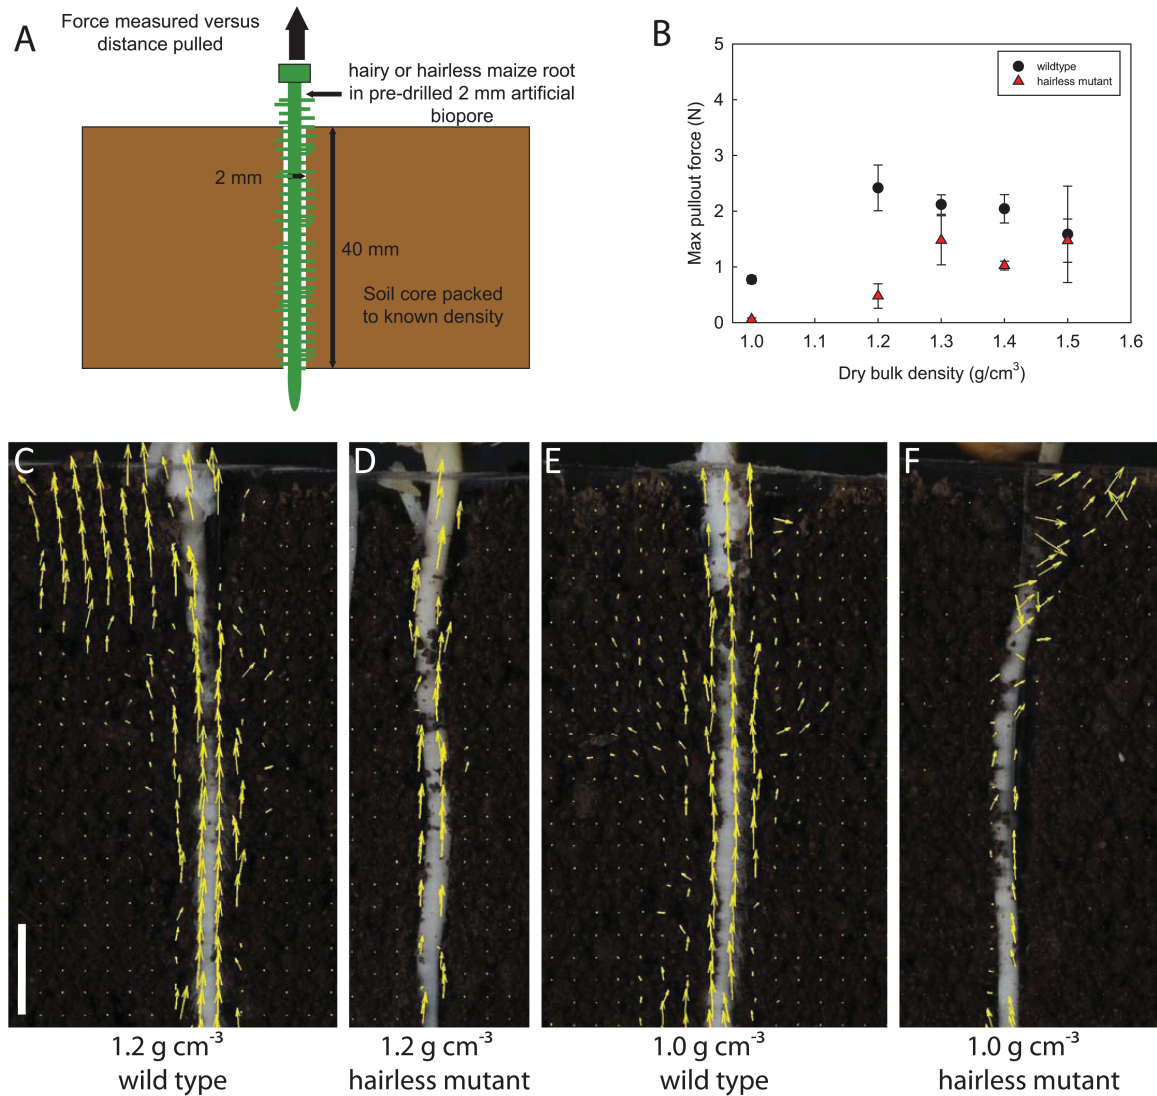 A
Force measured versus
distance pulled
hairy or hairless maize root
in pre-drilled 2 mm artificial
biopore
2 mm
40 mm
Soil core packed
to known density
B
5
4
3
2
1
0
Max pullout force (N)
wildtype
hairless mutant
1.0 1.1 1.2 1.3 1.4 1.5 1.6
Dry bulk density (g/cm³)
C
D
E
F
1.2 g cm⁻³
wild type
1.2 g cm⁻³
hairless mutant
1.0 g cm⁻³
wild type
1.0 g cm⁻³
hairless mutant